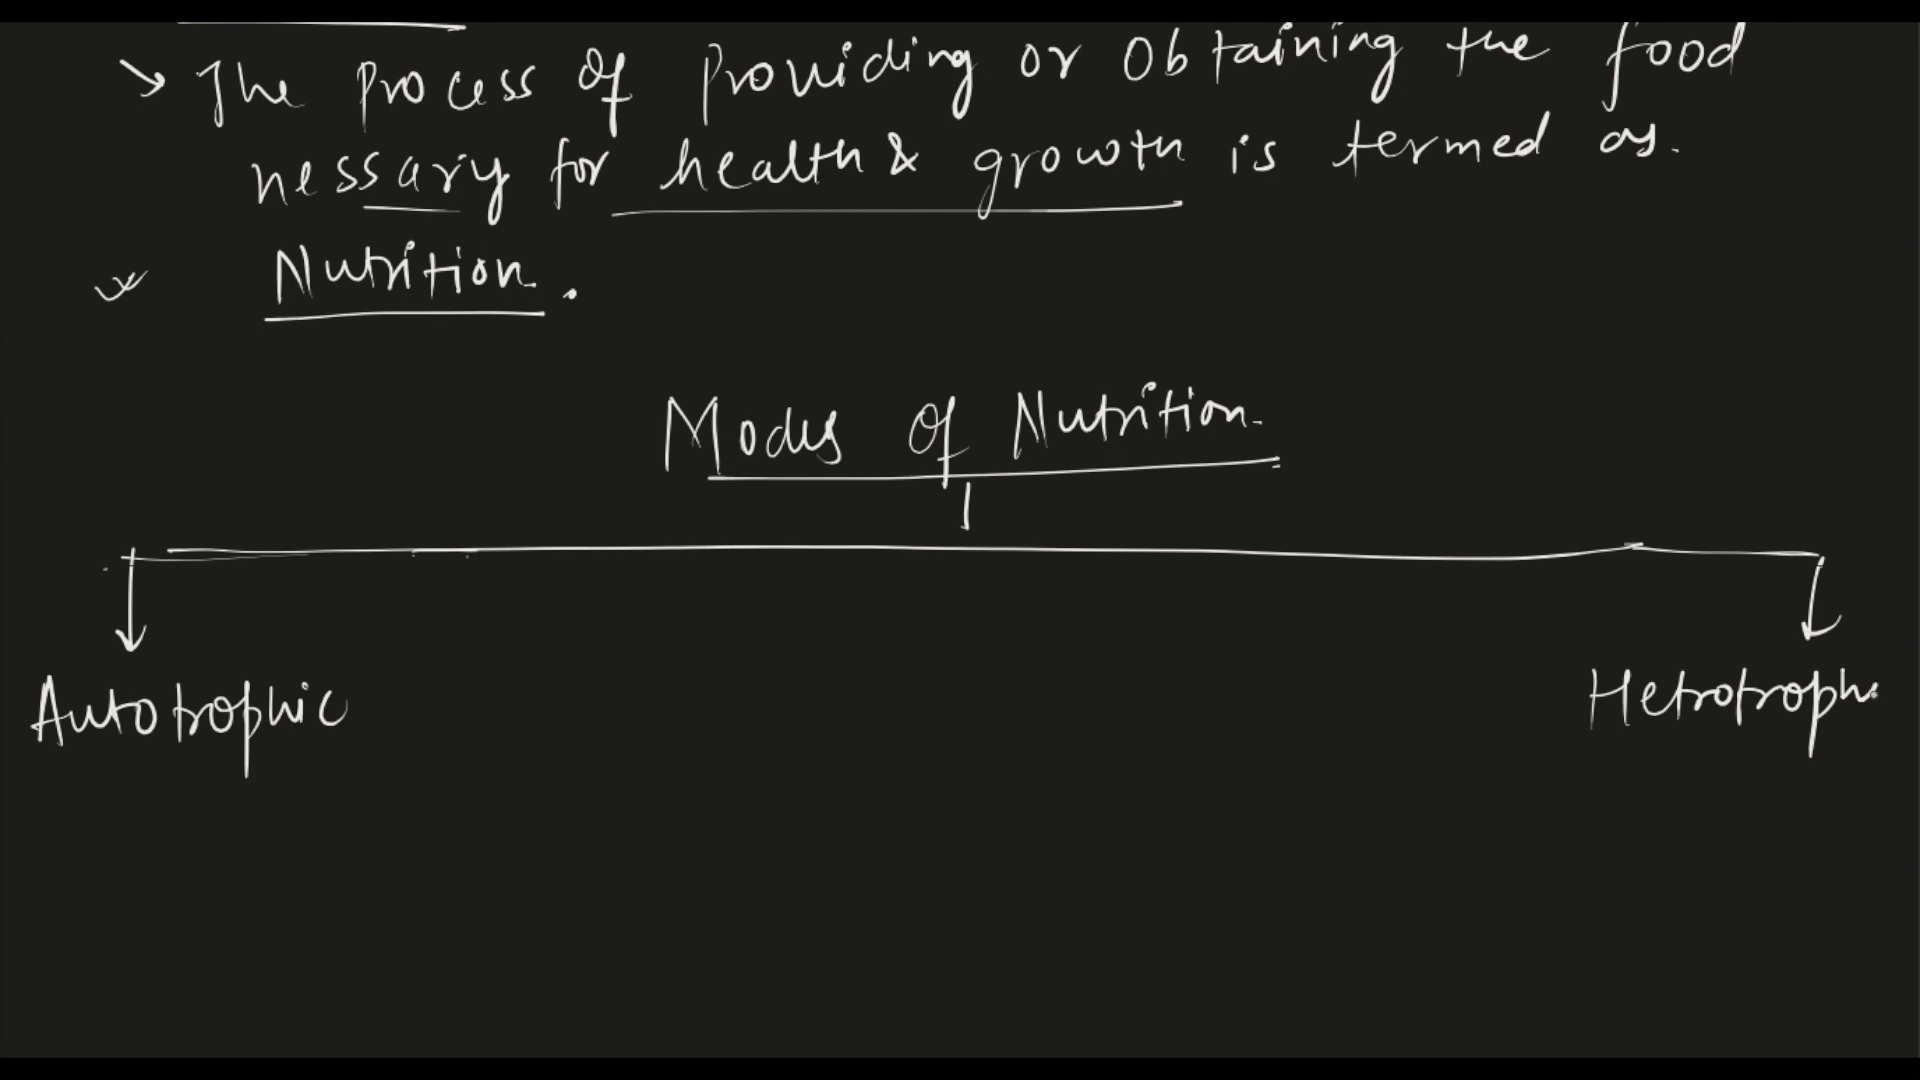 The process of providing or obtaining the food
nessary for health & growth is termed as.
Nutrition.
Modes of Nutrition.
Autotrophic
Hetrotroph